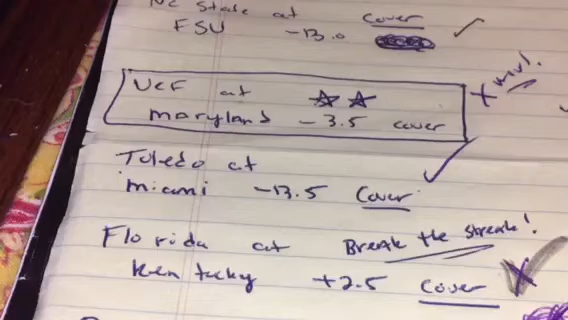 NC State at cover
FSU -13.0
UCF at
maryland -3.5 cover
wow!
Toledo at
miami -13.5 Cover
Florida at Break the streak!
Kentucky +2.5 Cover